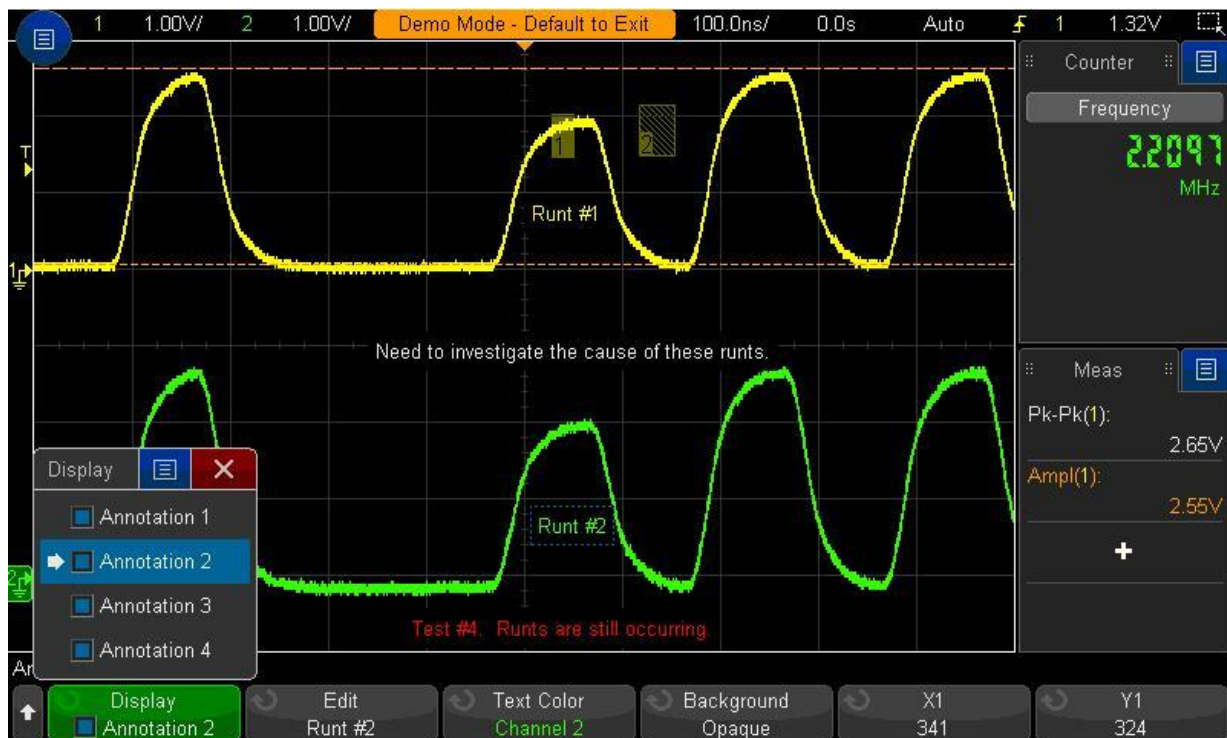 1 1.00V/ 2 1.00V/ Demo Mode - Default to Exit 100.0ns/ 0.0s Auto 1 1.32V
Counter
Frequency
2.2097
MHz
T
1
2
Runt #1
1
Need to investigate the cause of these runts.
Meas
Pk-Pk(1):
2.65V
Ampl(1):
2.55V
+
Display
Annotation 1
Annotation 2
Annotation 3
Annotation 4
Runt #2
2
Test #4. Runts are still occurring
Display
Annotation 2
Edit
Runt #2
Text Color
Channel 2
Background
Opaque
X1
341
Y1
324